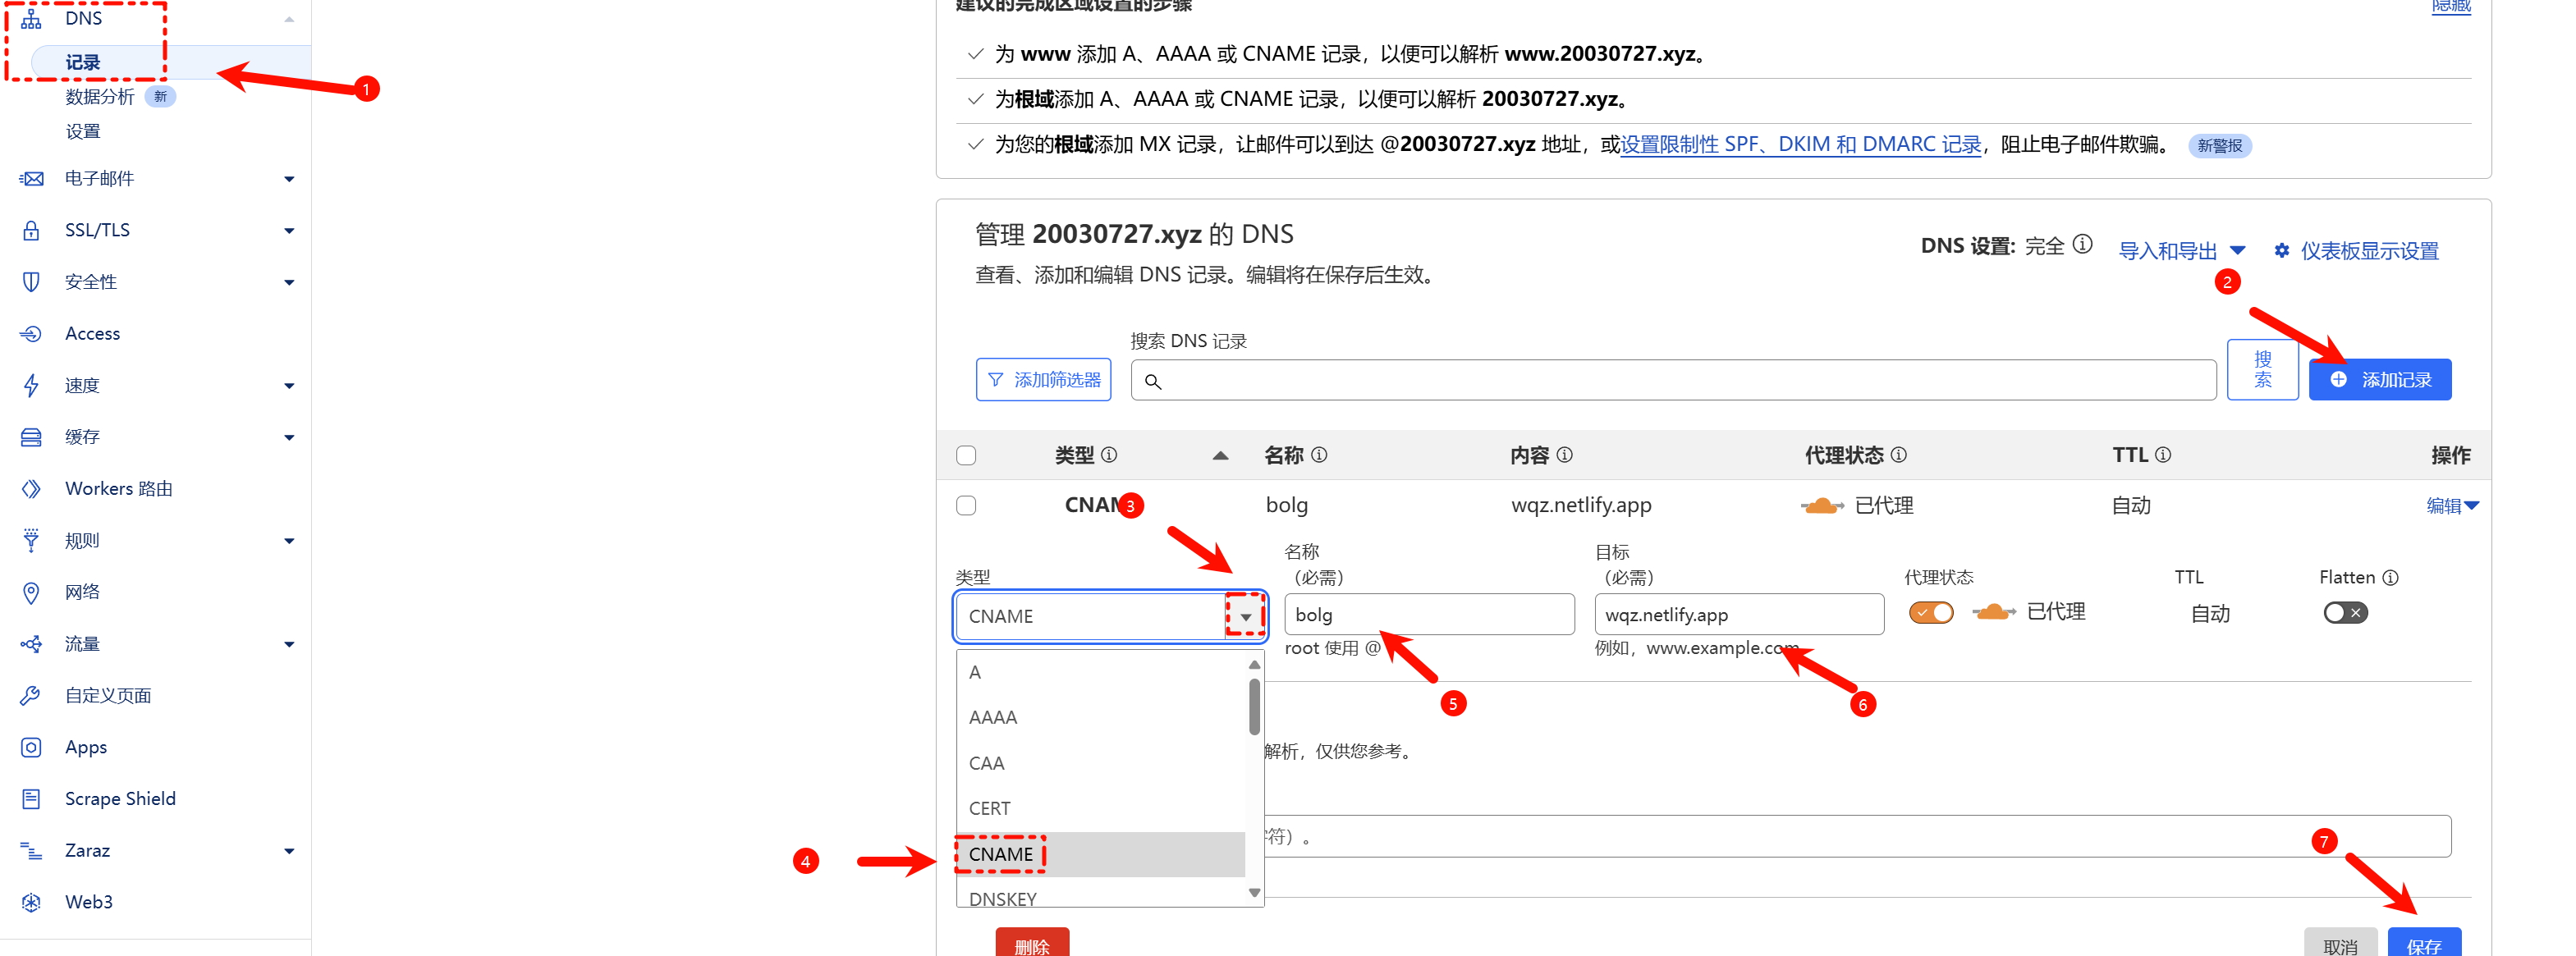 DNS
记录
1
数据分析 新
设置
电子邮件
SSL/TLS
安全性
Access
速度
缓存
Workers 路由
规则
网络
流量
自定义页面
Apps
Scrape Shield
Zaraz
Web3
建议的完成区域设置的步骤
隐藏
为 www 添加 A、AAAA 或 CNAME 记录，以便可以解析 www.20030727.xyz。
为根域添加 A、AAAA 或 CNAME 记录，以便可以解析 20030727.xyz。
为您的根域添加 MX 记录，让邮件可以到达 @20030727.xyz 地址，或设置限制性 SPF、DKIM 和 DMARC 记录，阻止电子邮件欺骗。 新警报
管理 20030727.xyz 的 DNS
DNS 设置: 完全 导入和导出 仪表板显示设置
查看、添加和编辑 DNS 记录。编辑将在保存后生效。
2
搜索 DNS 记录
添加筛选器
搜索
添加记录
类型 名称 内容 代理状态 TTL 操作
3
bolg wqz.netlify.app 已代理 自动 编辑
类型
名称
（必需）
目标
（必需）
代理状态
TTL
Flatten
CNAME bolg wqz.netlify.app 已代理 自动
root 使用 @
例如，www.example.com
5
6
A
AAAA
CAA
CERT
CNAME
DNSKEY
4
解析，仅供您参考。
符）。
7
删除
取消
保存